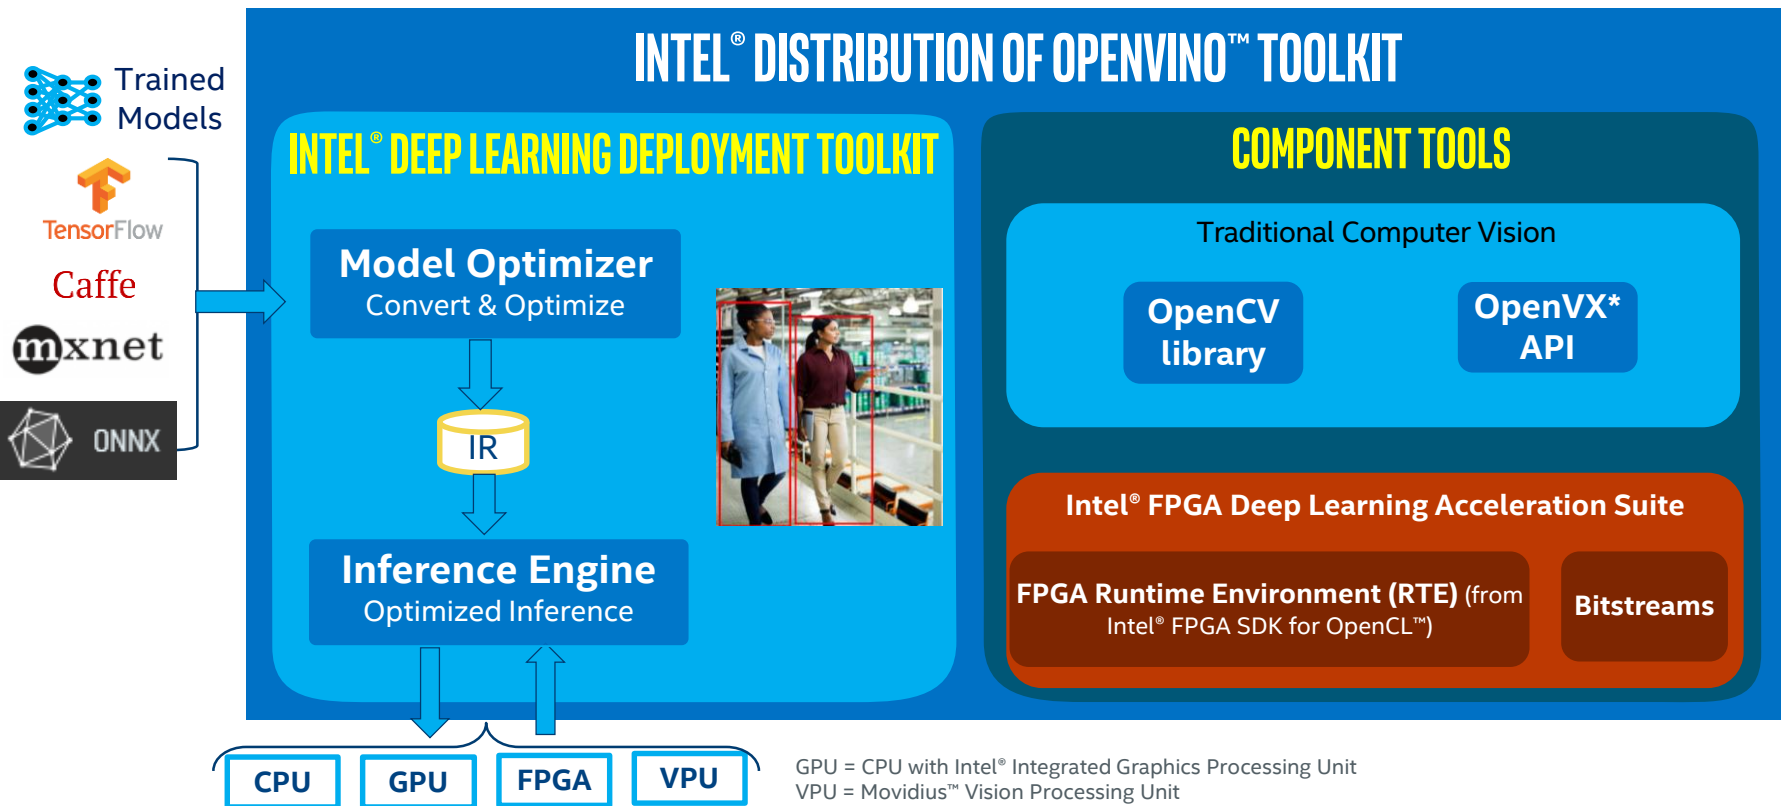 INTEL® DISTRIBUTION OF OPENVINO™ TOOLKIT
Trained
Models
TensorFlow
Caffe
mxnet
ONNX
INTEL® DEEP LEARNING DEPLOYMENT TOOLKIT
Model Optimizer
Convert & Optimize
IR
Inference Engine
Optimized Inference
COMPONENT TOOLS
Traditional Computer Vision
OpenCV
library
OpenVX*
API
Intel® FPGA Deep Learning Acceleration Suite
FPGA Runtime Environment (RTE) (from
Intel® FPGA SDK for OpenCL™)
Bitstreams
CPU
GPU
FPGA
VPU
GPU = CPU with Intel® Integrated Graphics Processing Unit
VPU = Movidius™ Vision Processing Unit